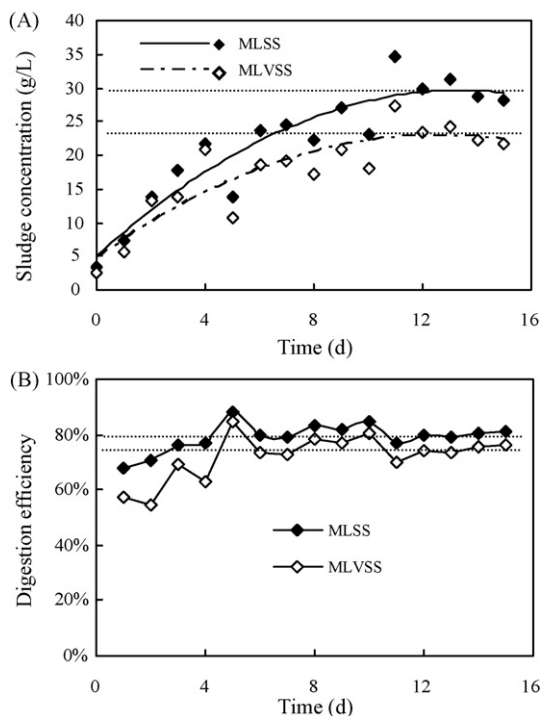 (A)
40
35
30
25
20
15
10
5
0
Sludge concentration (g/L)
MLSS
MLVSS
0 4 8 12 16
Time (d)
(B)
100%
80%
60%
40%
20%
0%
Digestion efficiency
MLSS
MLVSS
0 4 8 12 16
Time (d)